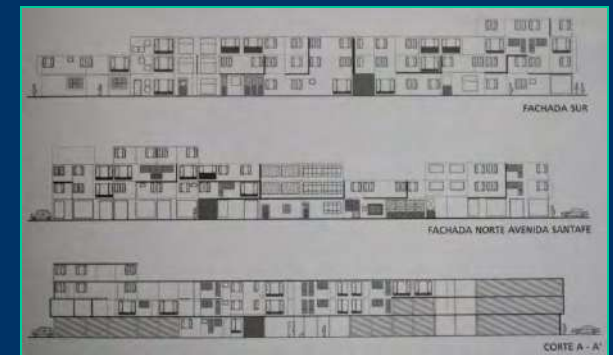 FACHADA SUR
FACHADA NORTE AVENIDA SANTAFE
CORTE A - A'